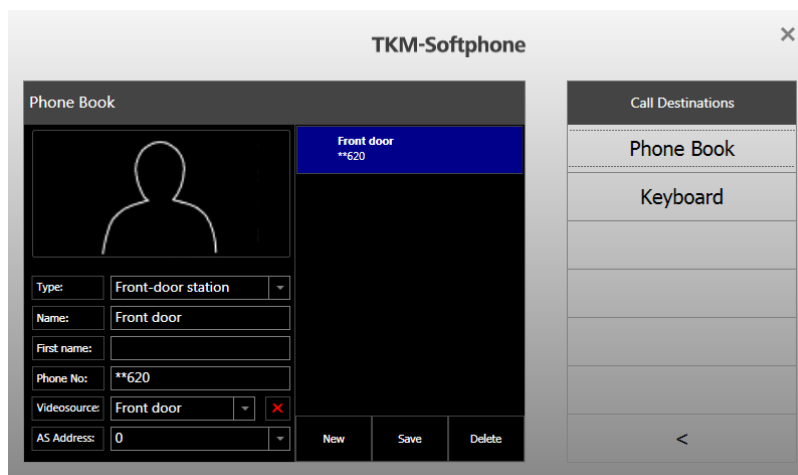 TKM-Softphone
×
Phone Book
Type: Front-door station
Name: Front door
First name:
Phone No: **620
Videosource: Front door
AS Address: 0
Front door
**620
New Save Delete
Call Destinations
Phone Book
Keyboard
<